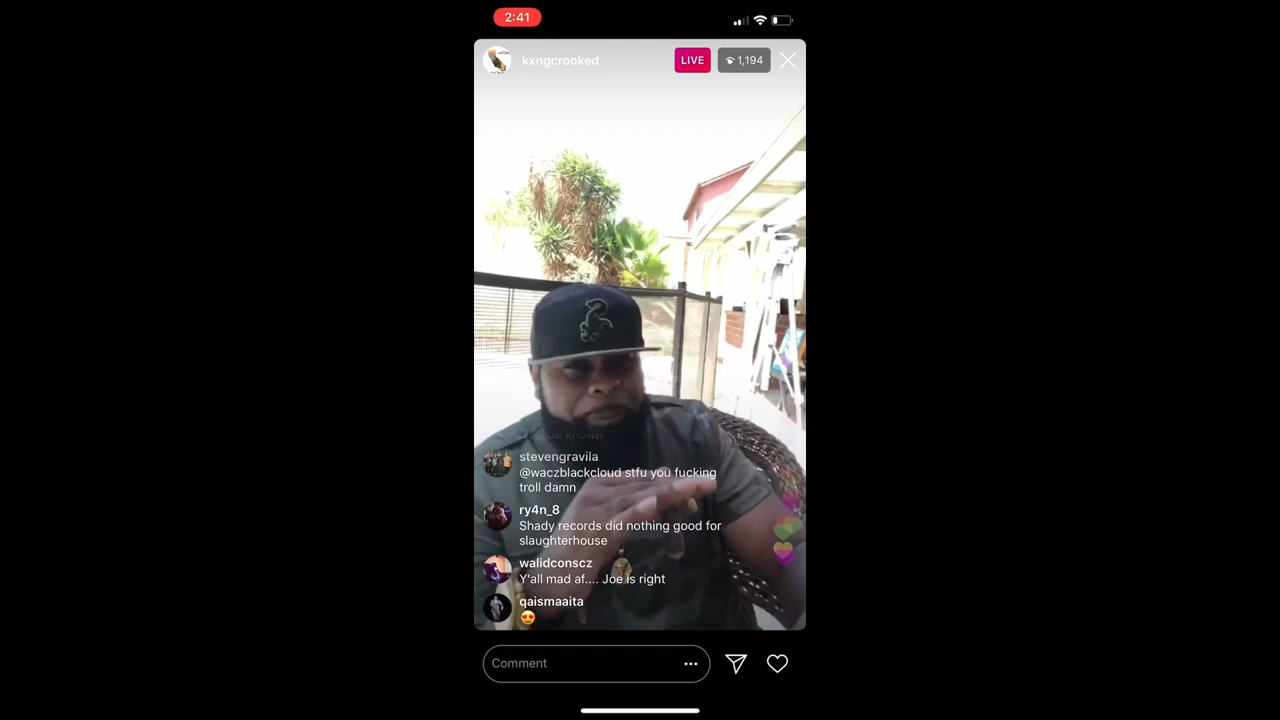 2:41
kxngcrooked
LIVE
1,194
known
stevengravila
@waczblackcloud stfu you fucking
troll damn
ry4n_8
Shady records did nothing good for
slaughterhouse
walidconscz
Y'all mad af.... Joe is right
qaismaaita
😍
Comment